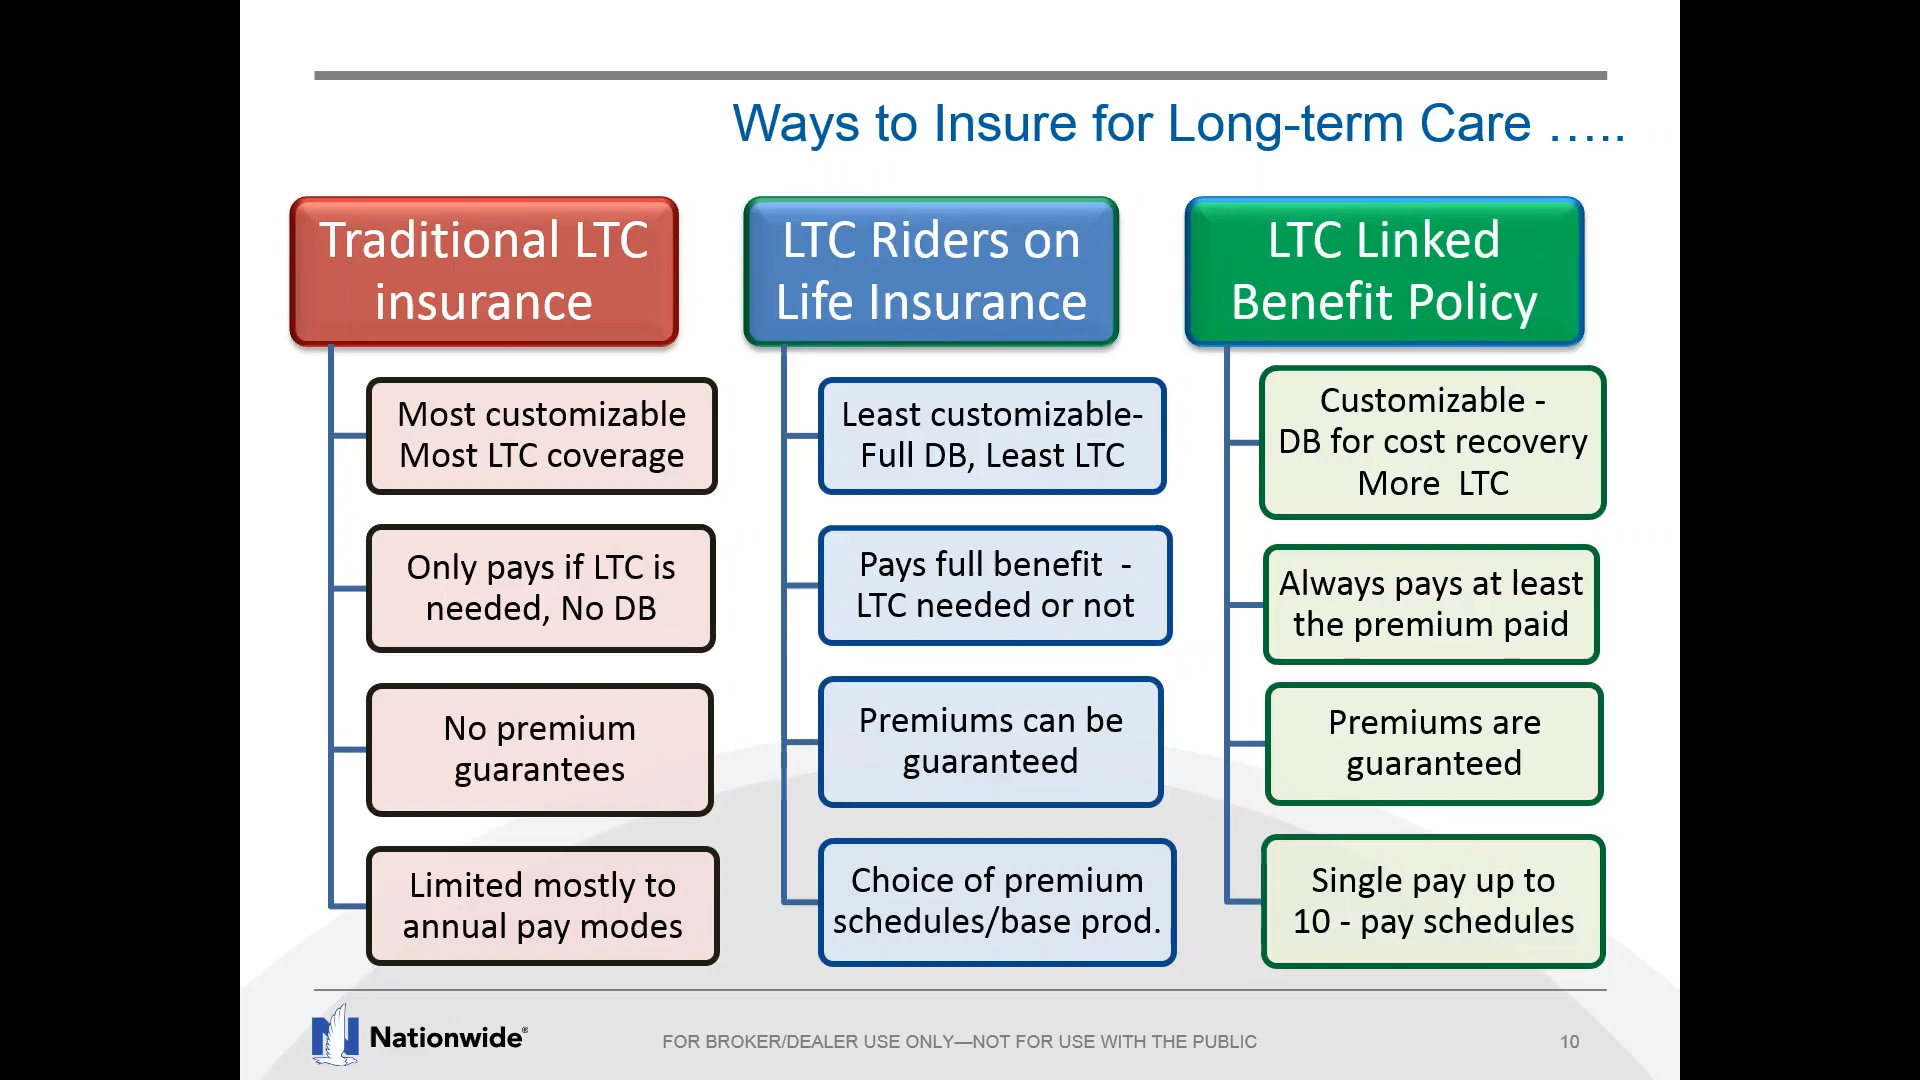 Ways to Insure for Long-term Care …..
Traditional LTC
insurance
Most customizable
Most LTC coverage
Only pays if LTC is
needed, No DB
No premium
guarantees
Limited mostly to
annual pay modes
LTC Riders on
Life Insurance
Least customizable-
Full DB, Least LTC
Pays full benefit -
LTC needed or not
Premiums can be
guaranteed
Choice of premium
schedules/base prod.
LTC Linked
Benefit Policy
Customizable -
DB for cost recovery
More LTC
Always pays at least
the premium paid
Premiums are
guaranteed
Single pay up to
10 - pay schedules
N Nationwide®
FOR BROKER/DEALER USE ONLY—NOT FOR USE WITH THE PUBLIC
10